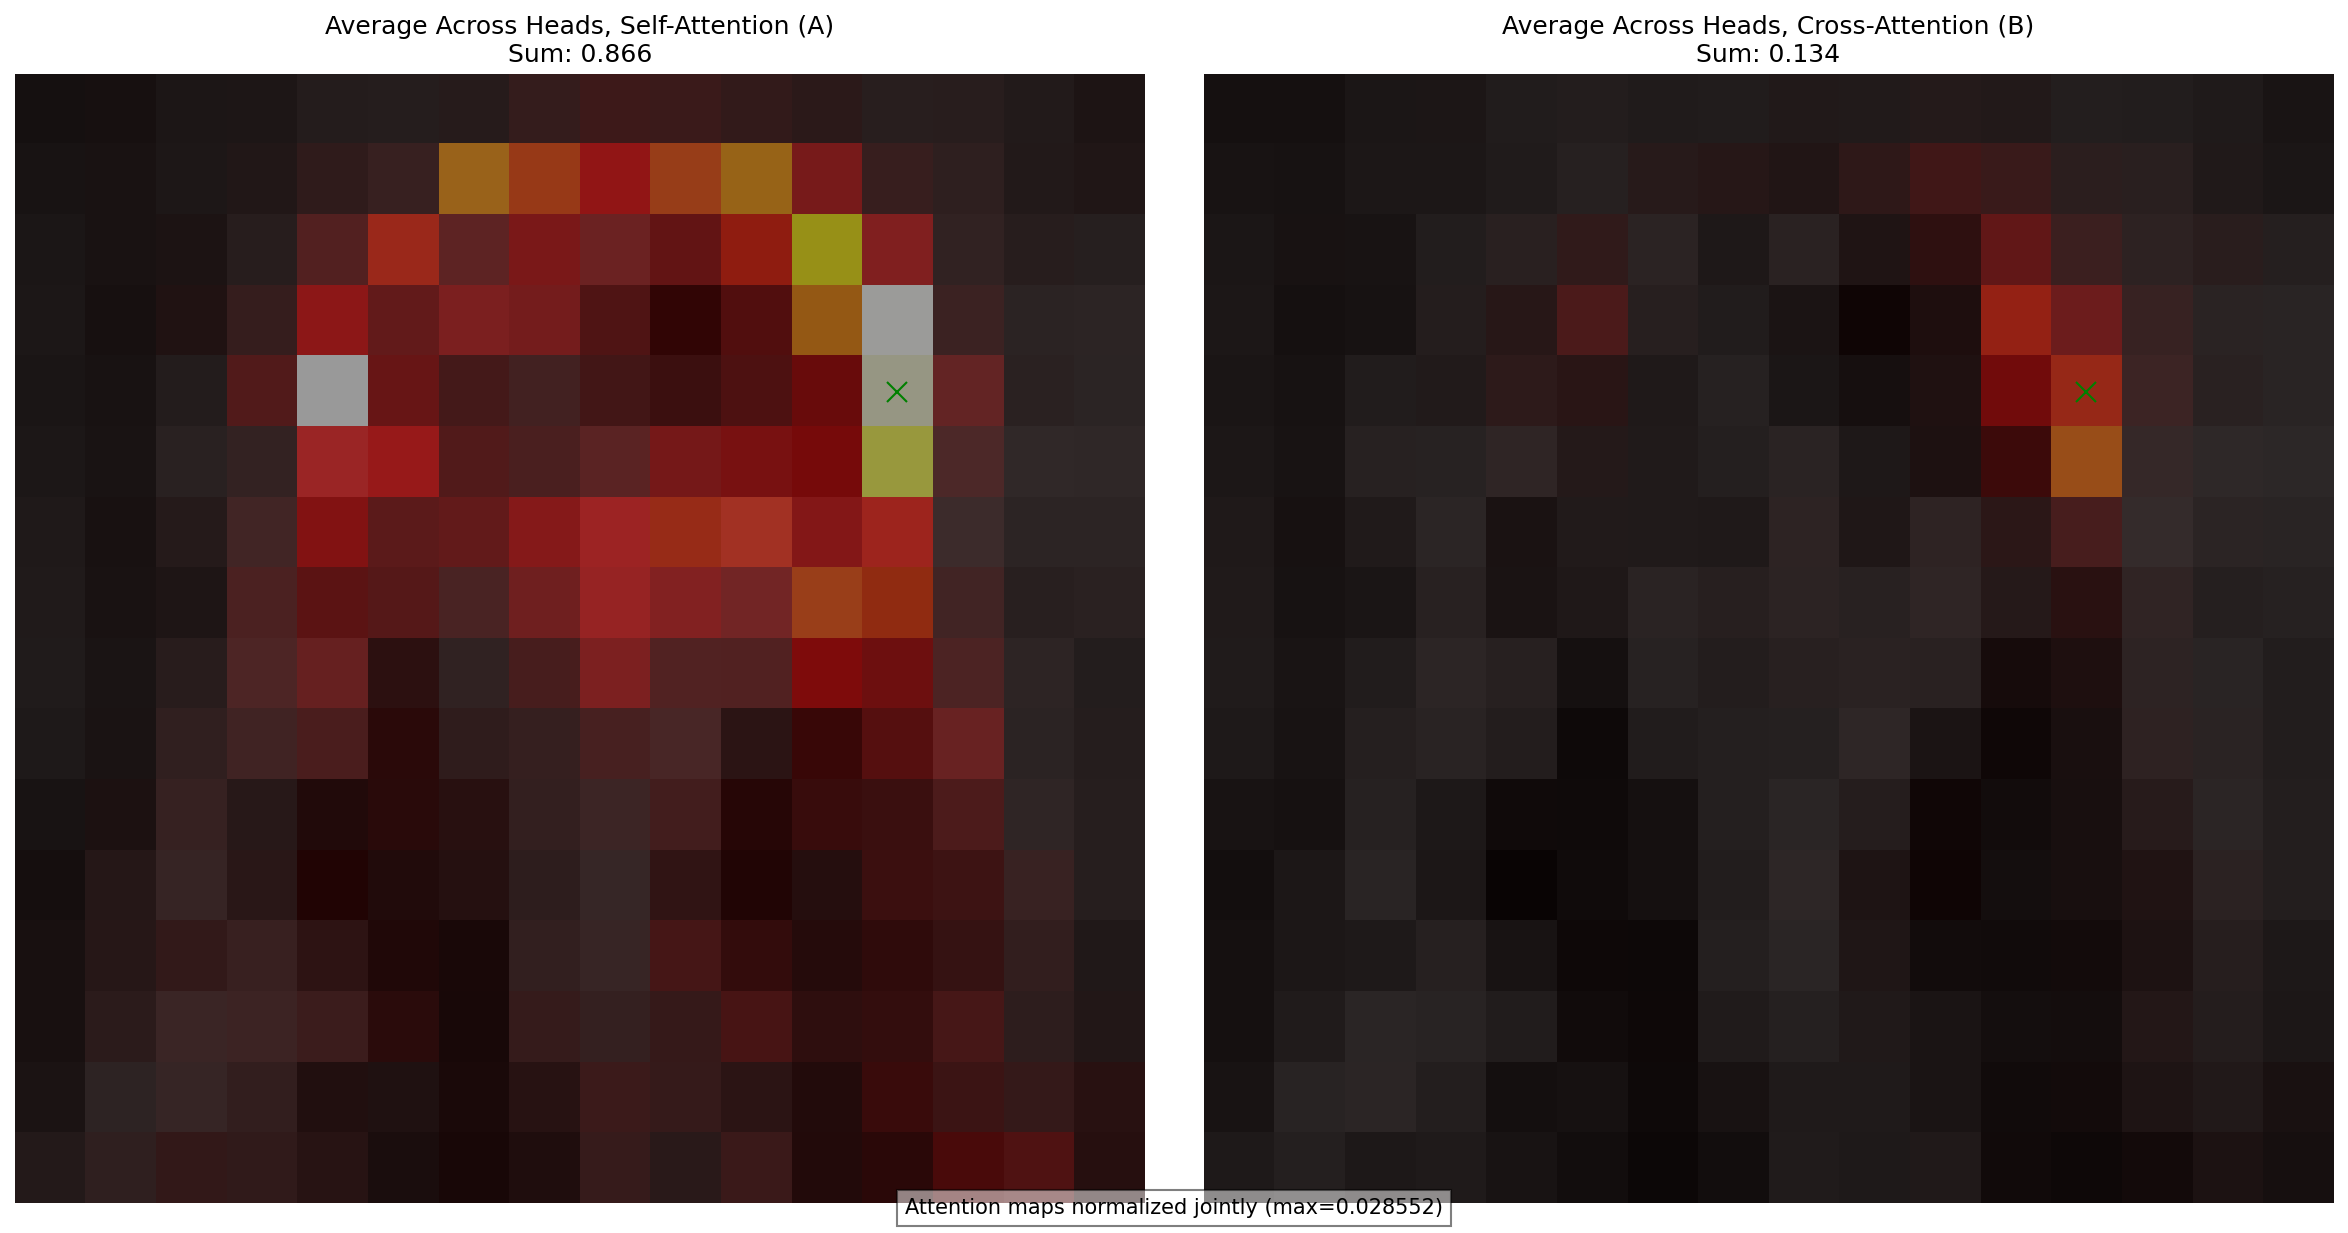 Average Across Heads, Self-Attention (A)
Sum: 0.866
Average Across Heads, Cross-Attention (B)
Sum: 0.134
Attention maps normalized jointly (max=0.028552)